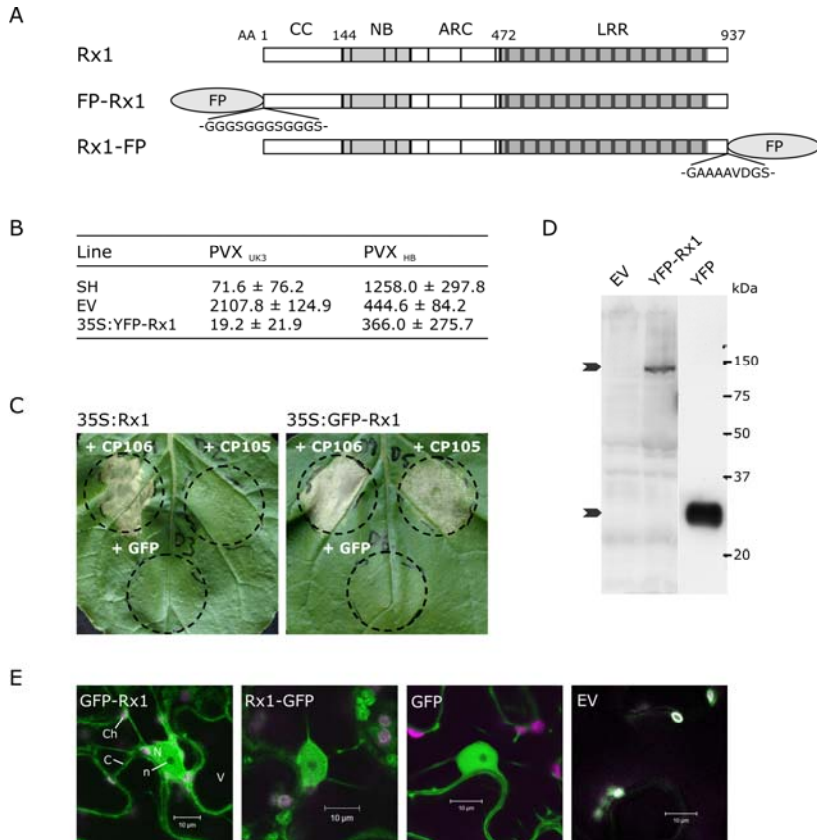 A
AA 1 CC 144 NB ARC 472 LRR 937
Rx1
FP-Rx1 FP
-GGGSGGGSGGGS-
Rx1-FP FP
-GAAAAVDGS-
B
Line PVX UK3 PVX HB
SH 71.6 ± 76.2 1258.0 ± 297.8
EV 2107.8 ± 124.9 444.6 ± 84.2
35S:YFP-Rx1 19.2 ± 21.9 366.0 ± 275.7
C
35S:Rx1
+ CP106 + CP105
+ GFP
35S:GFP-Rx1
+ CP106 + CP105
+ GFP
D
EV YFP-Rx1 YFP
kDa
150
75
50
37
20
E
GFP-Rx1
Ch
N
C
n
V
10 µm
Rx1-GFP
10 µm
GFP
10 µm
EV
10 µm